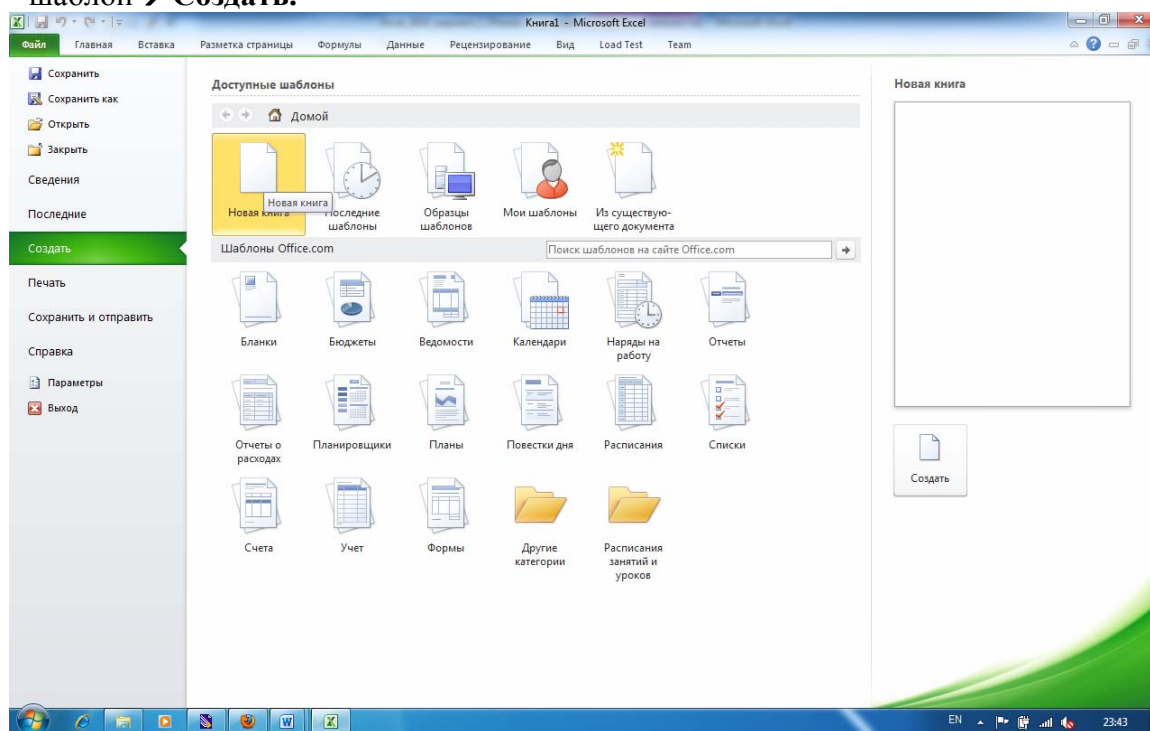 шаблон → Создать.
Книга1 - Microsoft Excel
Файл Главная Вставка Разметка страницы Формулы Данные Рецензирование Вид Load Test Team
Сохранить
Сохранить как
Открыть
Закрыть
Сведения
Последние
Создать
Печать
Сохранить и отправить
Справка
Параметры
Выход
Доступные шаблоны
Домой
Новая книга
Новая книга
Последние
шаблоны
Образцы
шаблонов
Мои шаблоны
Из существую-
щего документа
Шаблоны Office.com
Поиск шаблонов на сайте Office.com
Бланки
Бюджеты
Ведомости
Календари
Наряды на
работу
Отчеты
Отчеты о
расходах
Планировщики
Планы
Повестки дня
Расписания
Списки
Счета
Учет
Формы
Другие
категории
Расписания
занятий и
уроков
Новая книга
Создать
EN 23:43